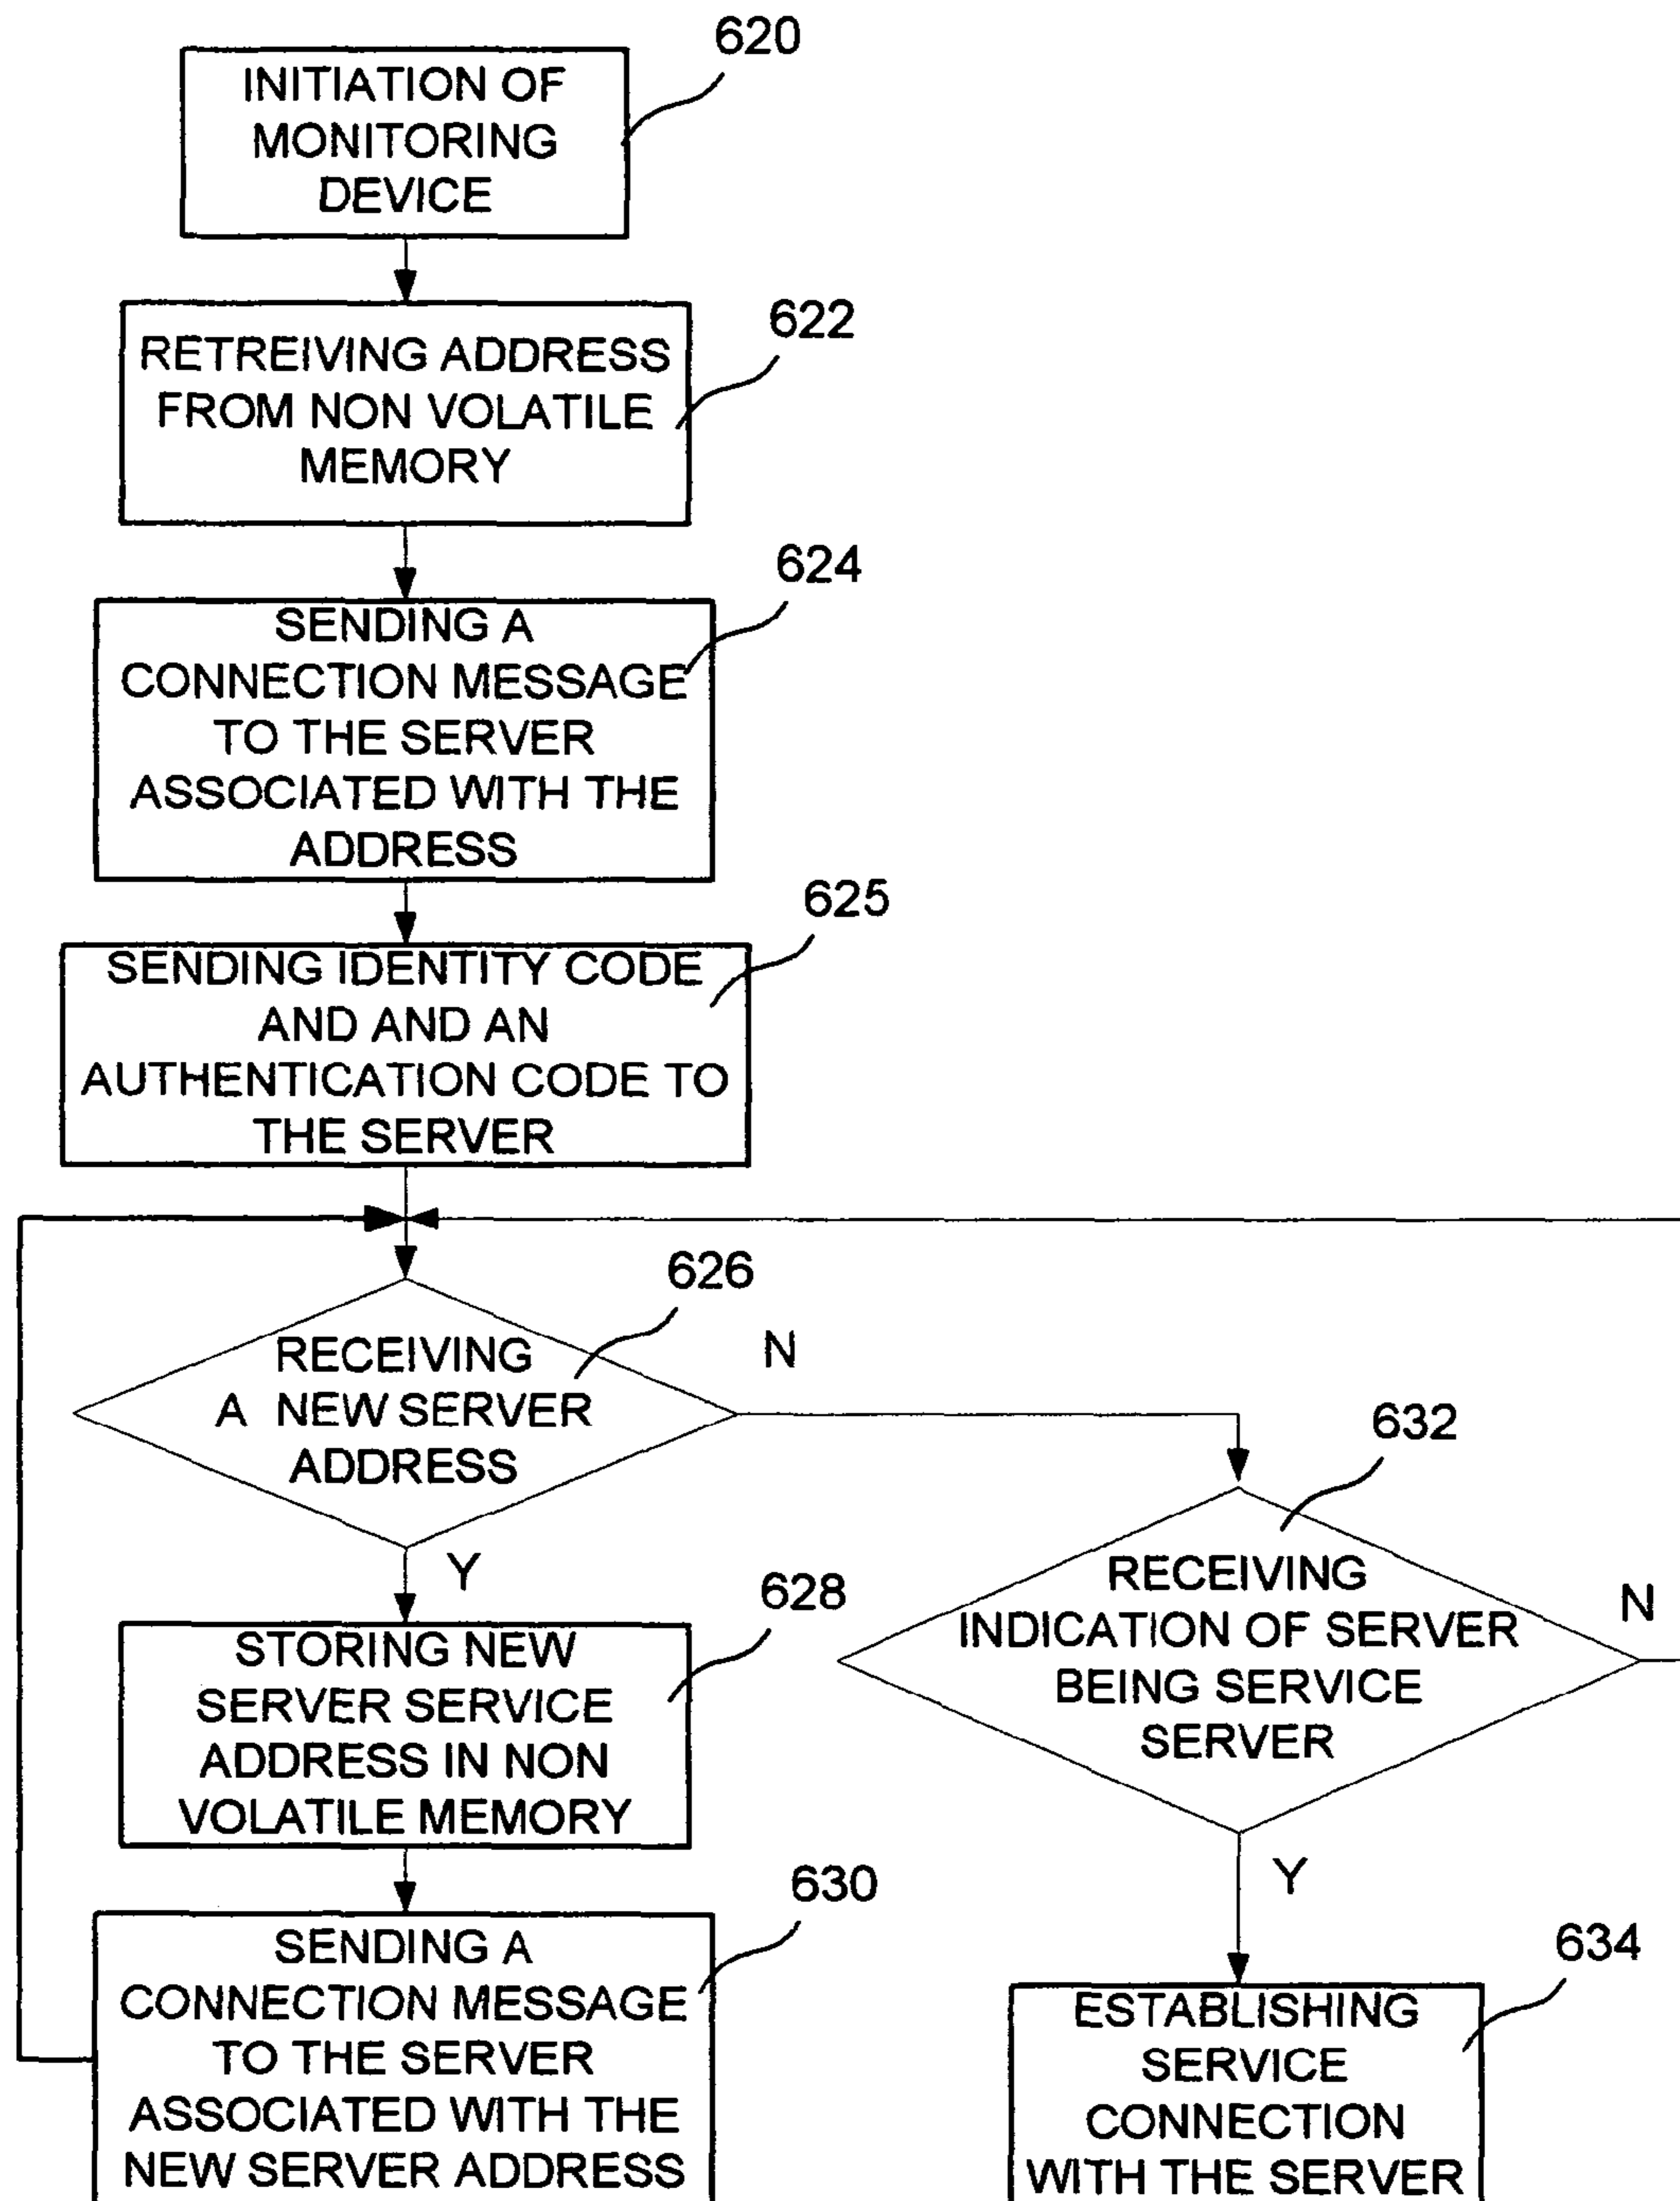 620
INITIATION OF
MONITORING
DEVICE
622
RETREIVING ADDRESS
FROM NON VOLATILE
MEMORY
624
SENDING A
CONNECTION MESSAGE
TO THE SERVER
ASSOCIATED WITH THE
ADDRESS
625
SENDING IDENTITY CODE
AND AND AN
AUTHENTICATION CODE TO
THE SERVER
626
RECEIVING
A NEW SERVER
ADDRESS
N
Y
628
STORING NEW
SERVER SERVICE
ADDRESS IN NON
VOLATILE MEMORY
630
SENDING A
CONNECTION MESSAGE
TO THE SERVER
ASSOCIATED WITH THE
NEW SERVER ADDRESS
632
RECEIVING
INDICATION OF SERVER
BEING SERVICE
SERVER
N
Y
634
ESTABLISHING
SERVICE
CONNECTION
WITH THE SERVER